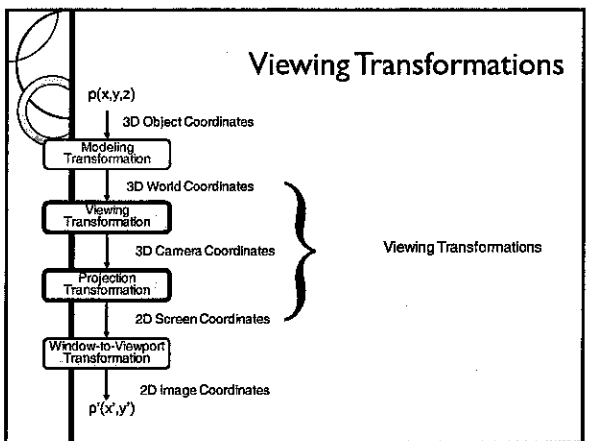 Viewing Transformations
p(x,y,z)
3D Object Coordinates
Modeling
Transformation
3D World Coordinates
Viewing
Transformation
3D Camera Coordinates
Viewing Transformations
Projection
Transformation
2D Screen Coordinates
Window-to-Viewport
Transformation
2D Image Coordinates
p'(x',y')